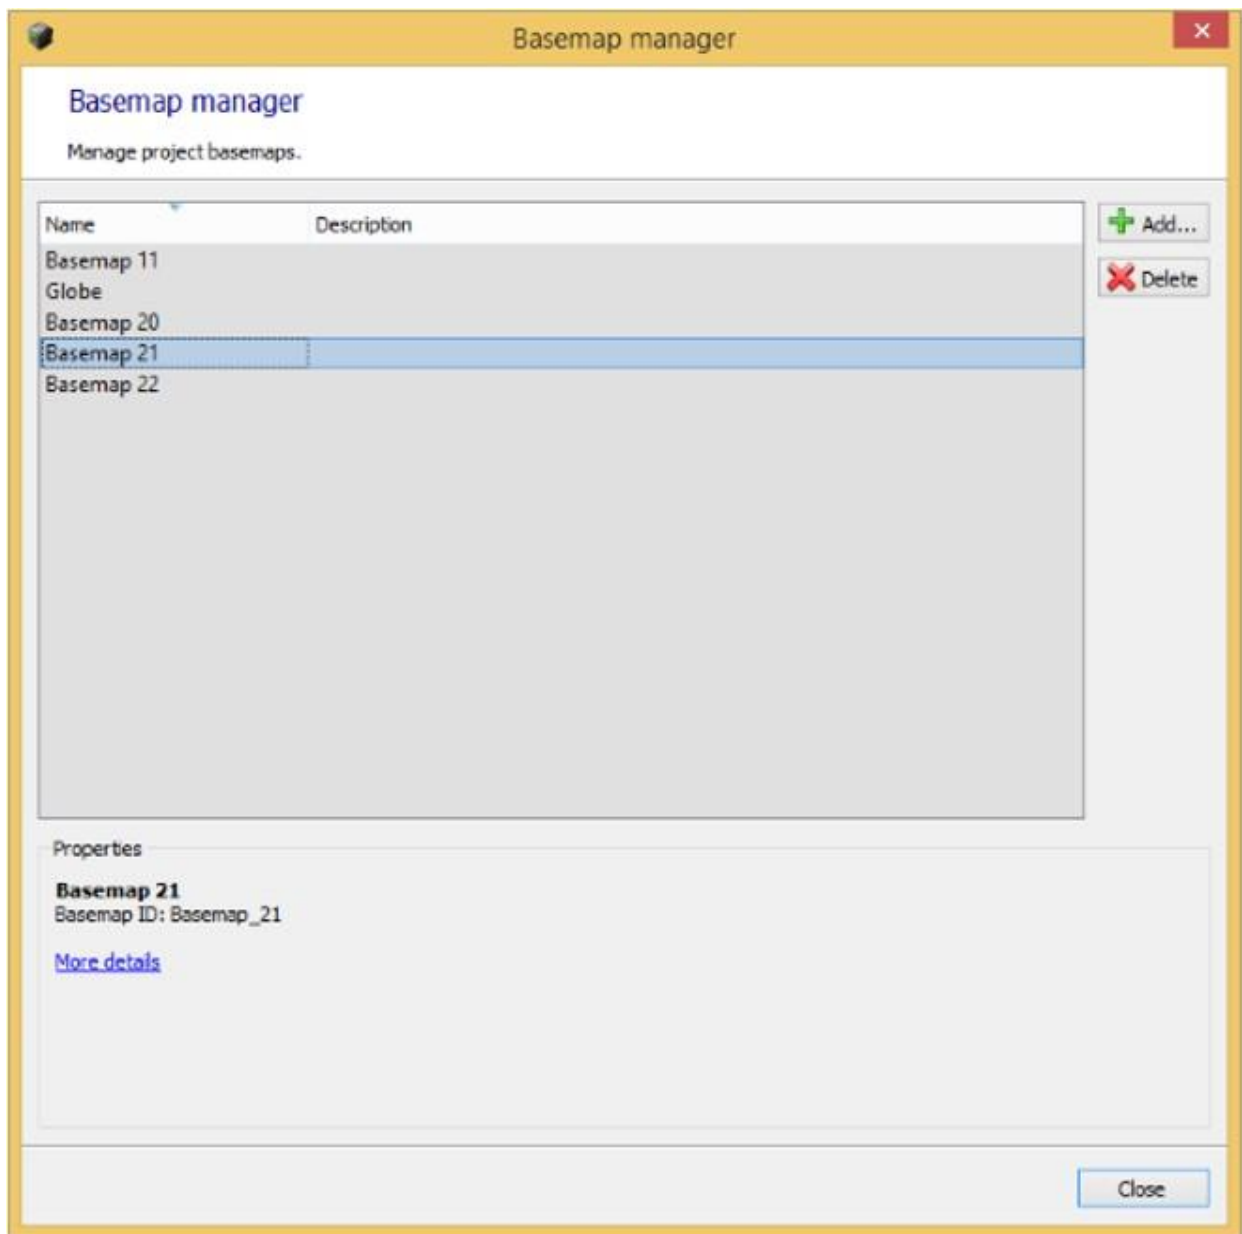 Basemap manager
Basemap manager
Manage project basemaps.
Name Description
Add...
Basemap 11
Delete
Globe
Basemap 20
Basemap 21
Basemap 22
Properties
Basemap 21
Basemap ID: Basemap_21
More details
Close